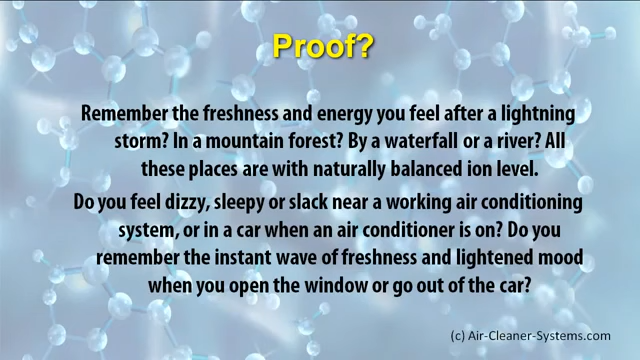 Proof?
Remember the freshness and energy you feel after a lightning
storm? In a mountain forest? By a waterfall or a river? All
these places are with naturally balanced ion level.
Do you feel dizzy, sleepy or slack near a working air conditioning
system, or in a car when an air conditioner is on? Do you
remember the instant wave of freshness and lightened mood
when you open the window or go out of the car?
(c) Air-Cleaner-Systems.com